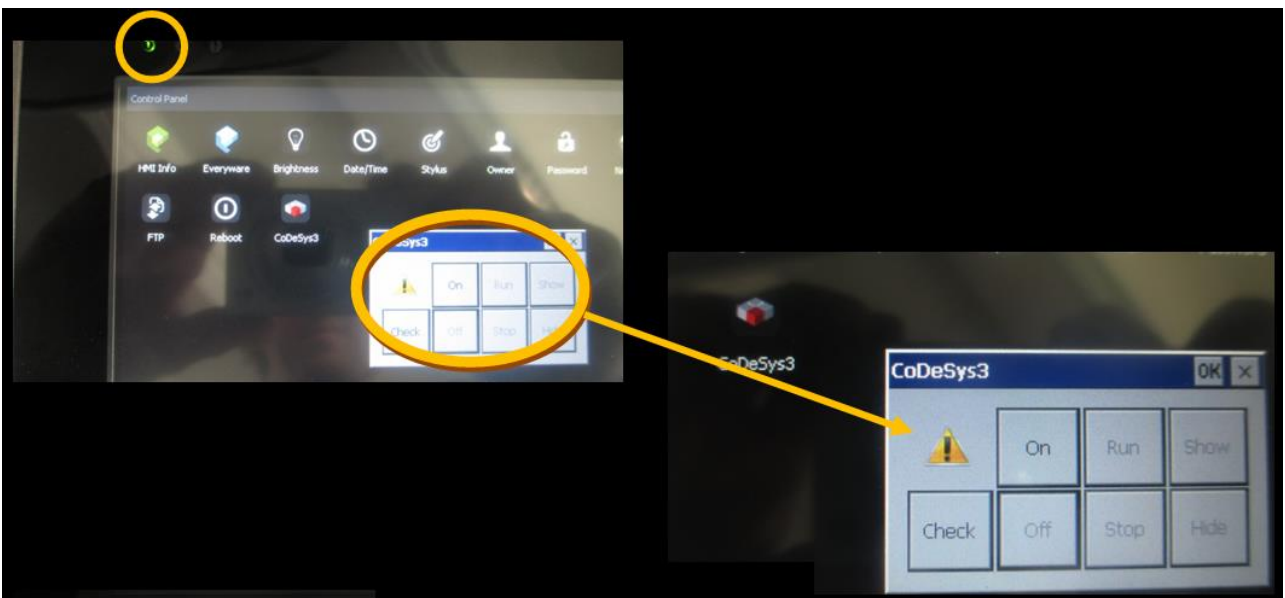 Control Panel
HMI Info
Everyware
Brightness
Date/Time
Stylus
Owner
Password
FTP
Reboot
CoDeSys3
On
Run
Show
Check
Off
Stop
CoDeSys3
CoDeSys3
OK
On
Run
Show
Check
Off
Stop
Hide